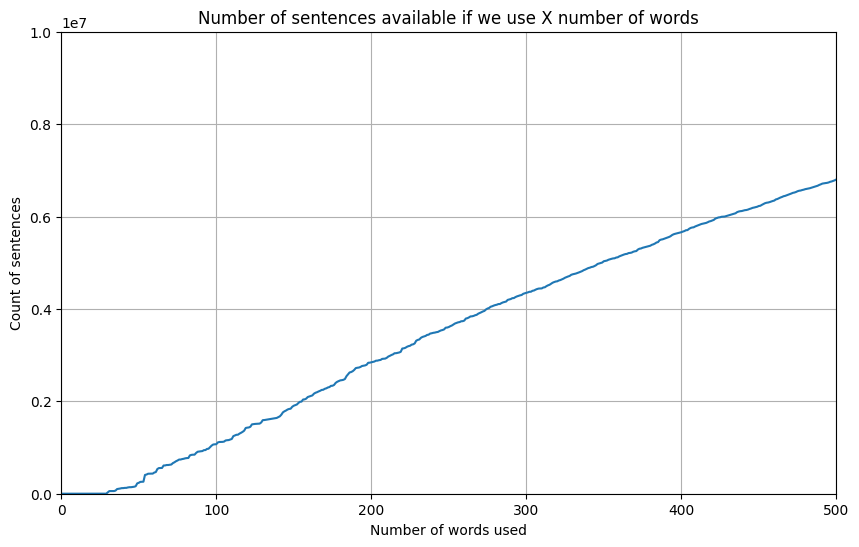 Number of sentences available if we use X number of words
1e7
1.0
0.8
0.6
0.4
0.2
0.0
Count of sentences
0 100 200 300 400 500
Number of words used